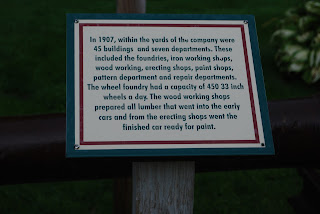 In 1907, within the yards of the company were
45 buildings and seven departments. These
included the foundries, iron working shops,
wood working, erecting shops, paint shops,
pattern department and repair departments.
The wheel foundry had a capacity of 450 33 inch
wheels a day. The wood working shops
prepared all lumber that went into the early
cars and from the erecting shops went the
finished car ready for paint.